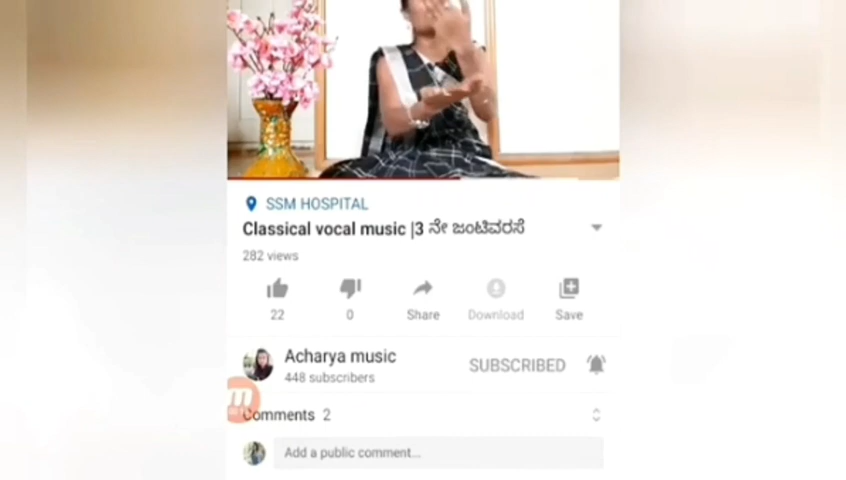 SSM HOSPITAL
Classical vocal music |3 ನೇ ಜಂಟಿವರಸೆ
282 views
22 0 Share Download Save
Acharya music
448 subscribers
SUBSCRIBED
Comments 2
Add a public comment...